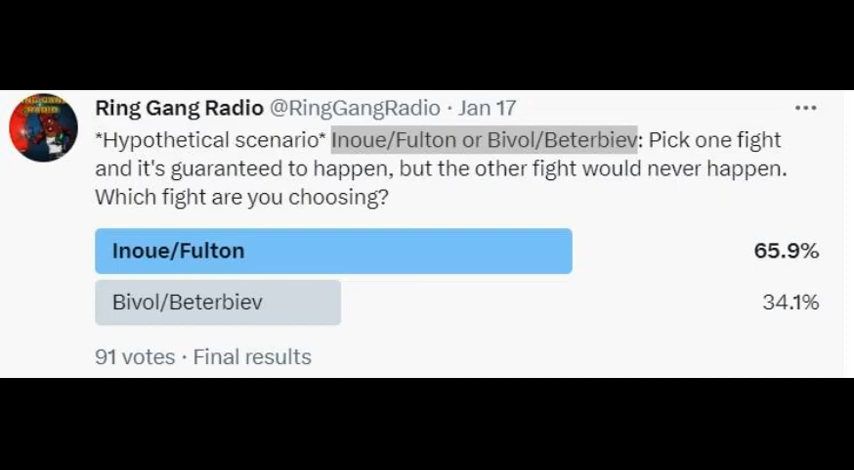 Ring Gang Radio @RingGangRadio · Jan 17
*Hypothetical scenario* Inoue/Fulton or Bivol/Beterbiev: Pick one fight
and it's guaranteed to happen, but the other fight would never happen.
Which fight are you choosing?
Inoue/Fulton 65.9%
Bivol/Beterbiev 34.1%
91 votes · Final results